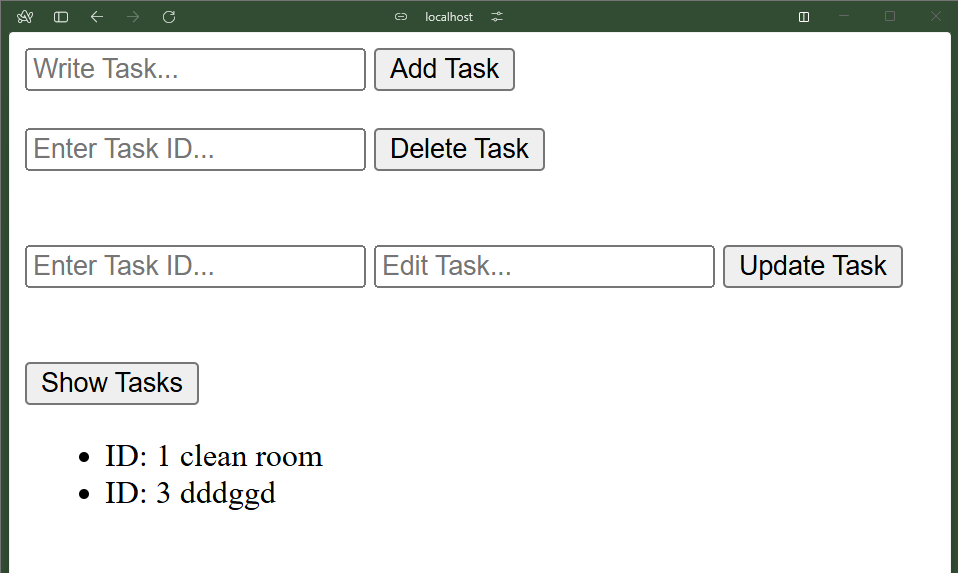 localhost
Write Task... Add Task
Enter Task ID... Delete Task
Enter Task ID... Edit Task... Update Task
Show Tasks
ID: 1 clean room
ID: 3 dddggd